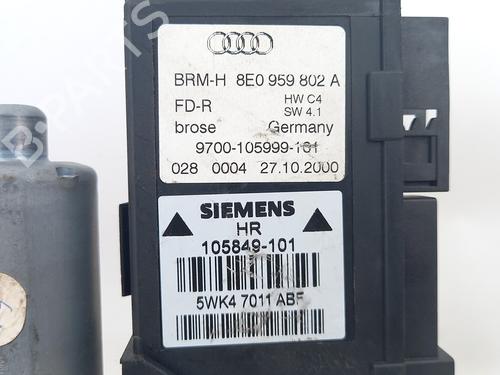 BRM-H 8E0 959 802 A
FD-R HW C4
SW 4.1
brose Germany
9700-105999-101
028 0004 27.10.2000
SIEMENS
HR
105849-101
5WK4 7011 ABF
B-PARTS